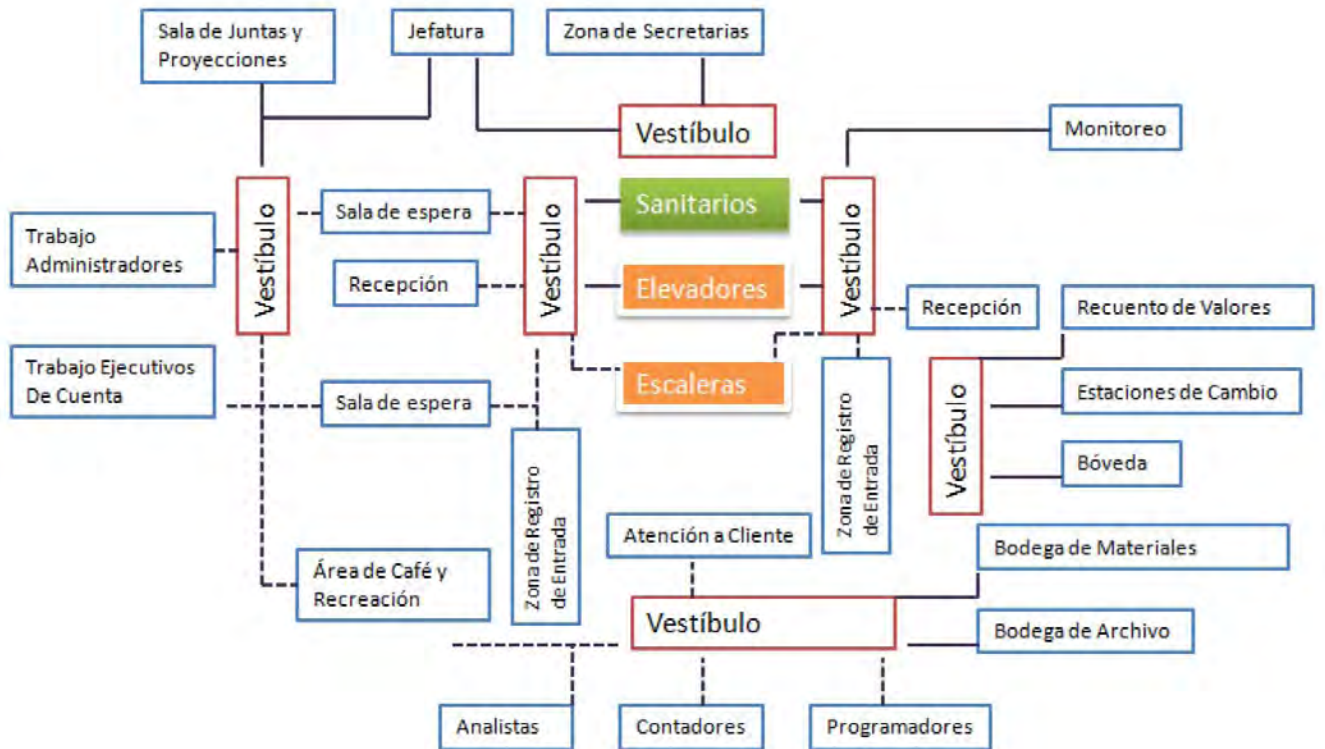 Sala de Juntas y
Proyecciones
Jefatura
Zona de Secretarias
Vestíbulo
Monitoreo
Vestíbulo
Sala de espera
Vestíbulo
Sanitarios
Vestíbulo
Trabajo
Administradores
Recepción
Elevadores
Recepción
Recuento de Valores
Trabajo Ejecutivos
De Cuenta
Sala de espera
Escaleras
Vestíbulo
Estaciones de Cambio
Bóveda
Zona de Registro
de Entrada
Zona de Registro
de Entrada
Atención a Cliente
Bodega de Materiales
Área de Café y
Recreación
Vestíbulo
Bodega de Archivo
Analistas
Contadores
Programadores